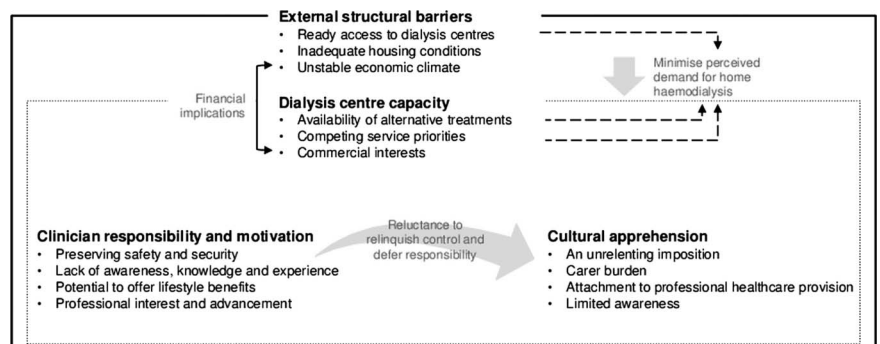 External structural barriers
• Ready access to dialysis centres
• Inadequate housing conditions
• Unstable economic climate
Minimise perceived
demand for home
haemodialysis
Financial
implications
Dialysis centre capacity
• Availability of alternative treatments
• Competing service priorities
• Commercial interests
Clinician responsibility and motivation
• Preserving safety and security
• Lack of awareness, knowledge and experience
• Potential to offer lifestyle benefits
• Professional interest and advancement
Reluctance to
relinquish control and
defer responsibility
Cultural apprehension
• An unrelenting imposition
• Carer burden
• Attachment to professional healthcare provision
• Limited awareness